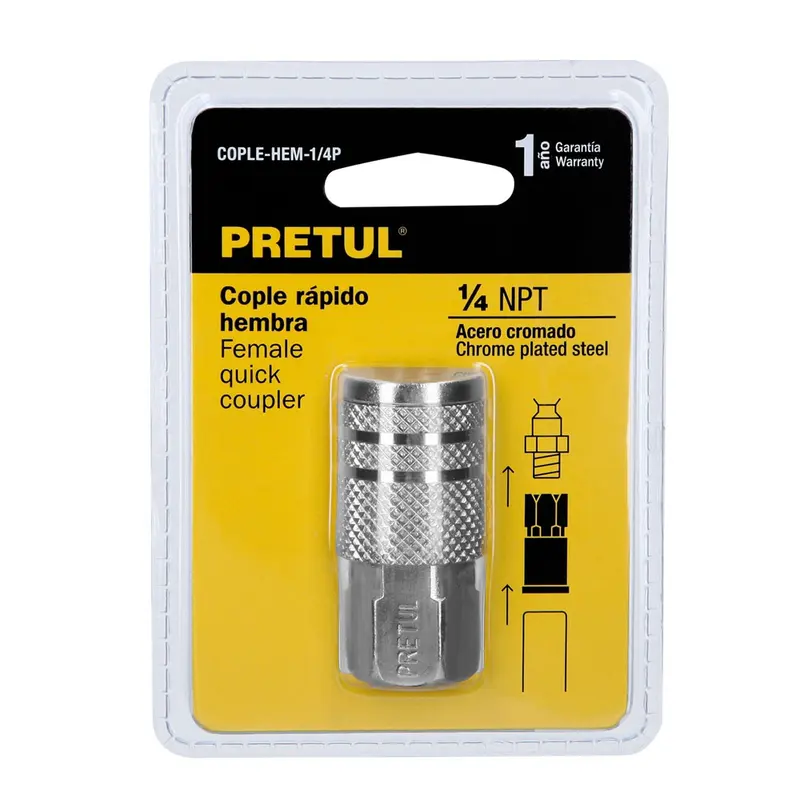 COPLE-HEM-1/4P
1 año Garantía
Warranty
PRETUL®
Cople rápido
hembra
Female
quick
coupler
1/4 NPT
Acero cromado
Chrome plated steel
PRETUL